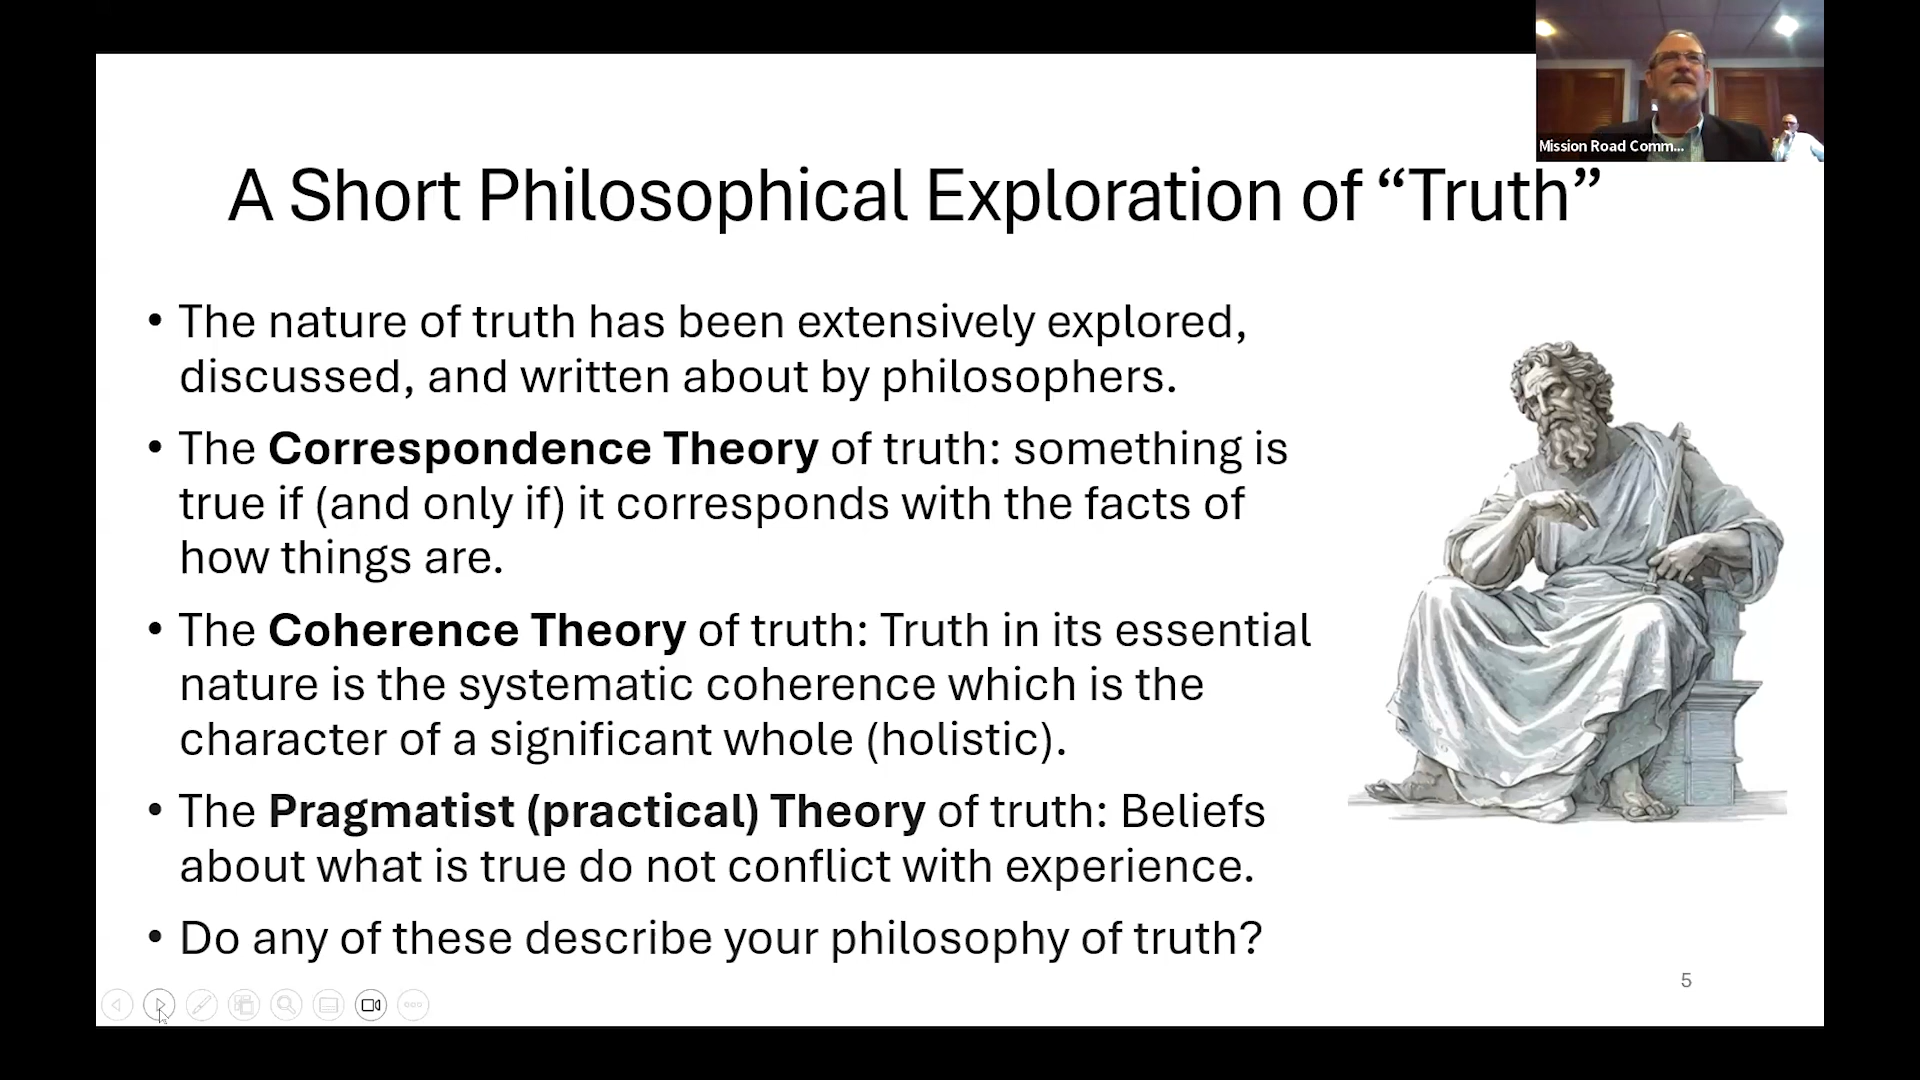 Mission Road Comm...
A Short Philosophical Exploration of “Truth”
• The nature of truth has been extensively explored,
discussed, and written about by philosophers.
• The Correspondence Theory of truth: something is
true if (and only if) it corresponds with the facts of
how things are.
• The Coherence Theory of truth: Truth in its essential
nature is the systematic coherence which is the
character of a significant whole (holistic).
• The Pragmatist (practical) Theory of truth: Beliefs
about what is true do not conflict with experience.
• Do any of these describe your philosophy of truth?
5